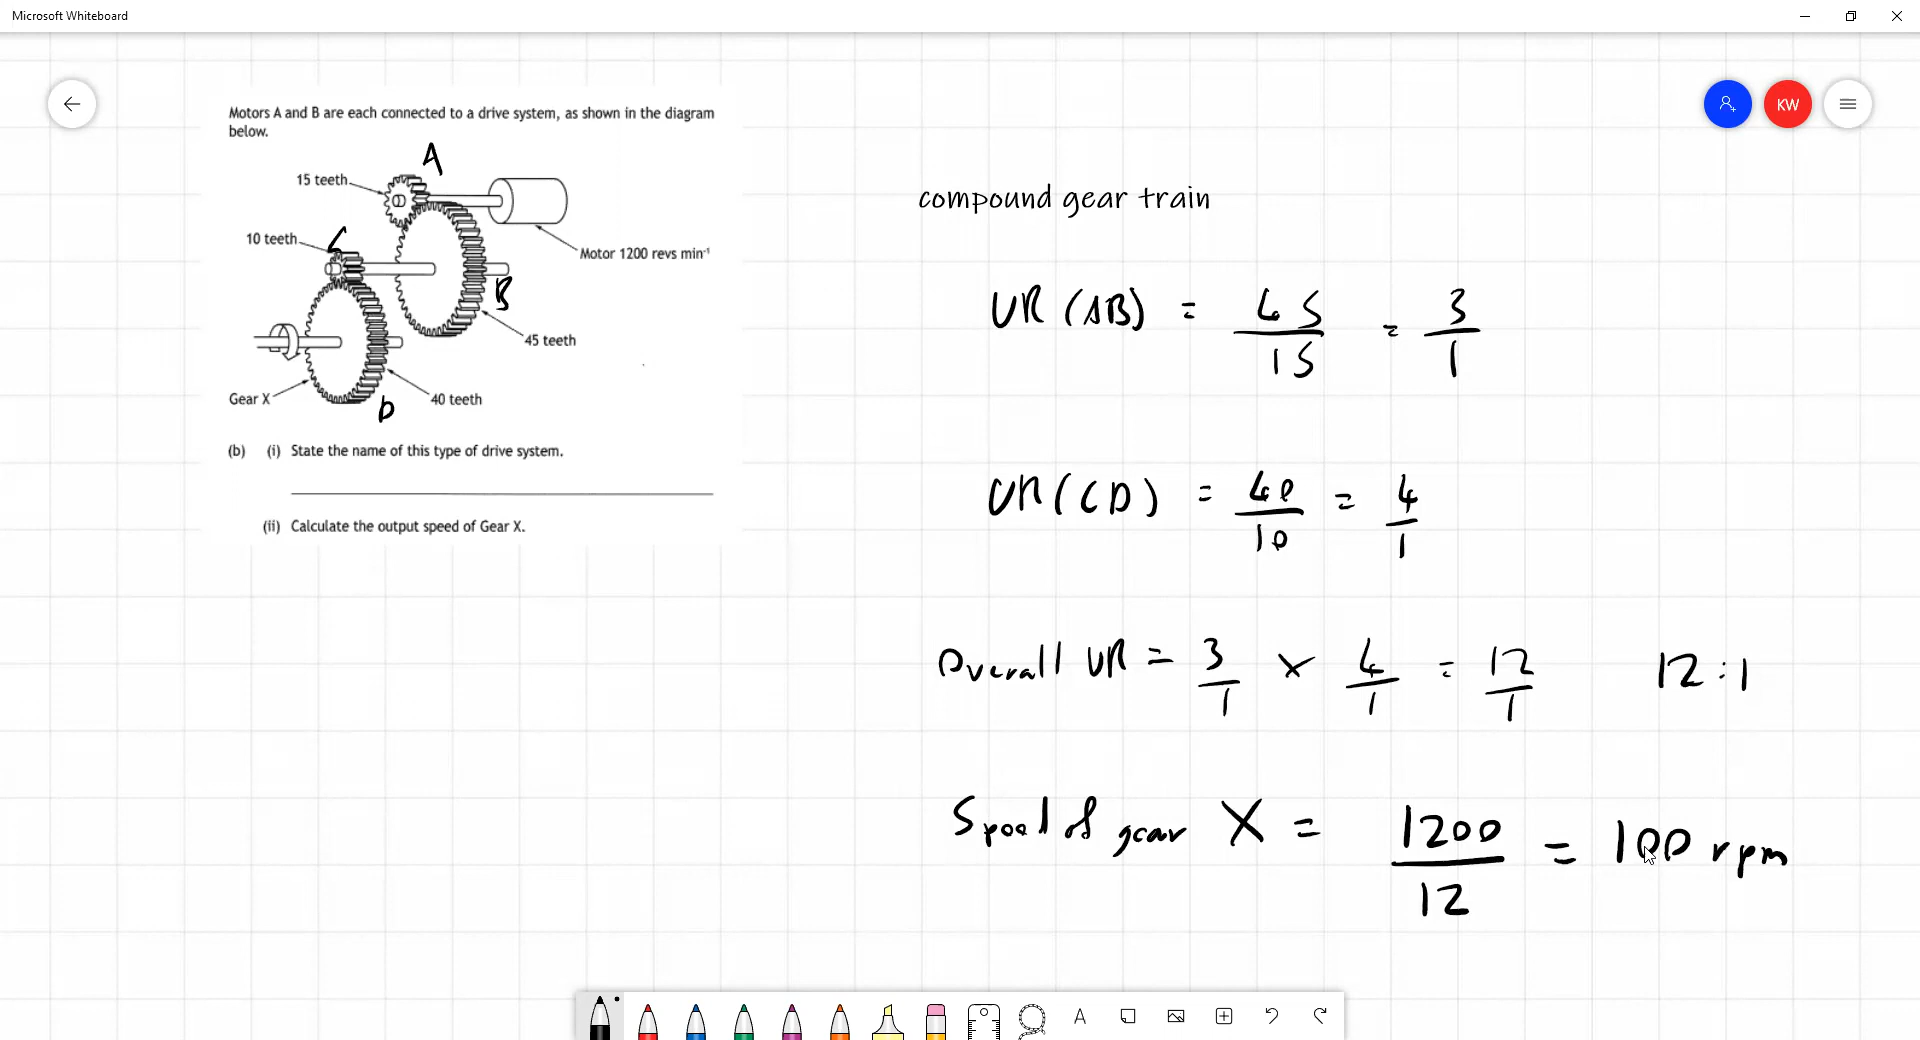 Microsoft Whiteboard
KW
Motors A and B are each connected to a drive system, as shown in the diagram
below.
A
15 teeth
10 teeth
C
Motor 1200 revs min⁻¹
B
45 teeth
Gear X
D
40 teeth
(b) (i) State the name of this type of drive system.
(ii) Calculate the output speed of Gear X.
compound gear train
VR (AB) = 45/15 = 3/1
VR (CD) = 40/10 = 4/1
Overall VR = 3/1 × 4/1 = 12/1 12:1
Speed of gear X = 1200/12 = 100 rpm
A